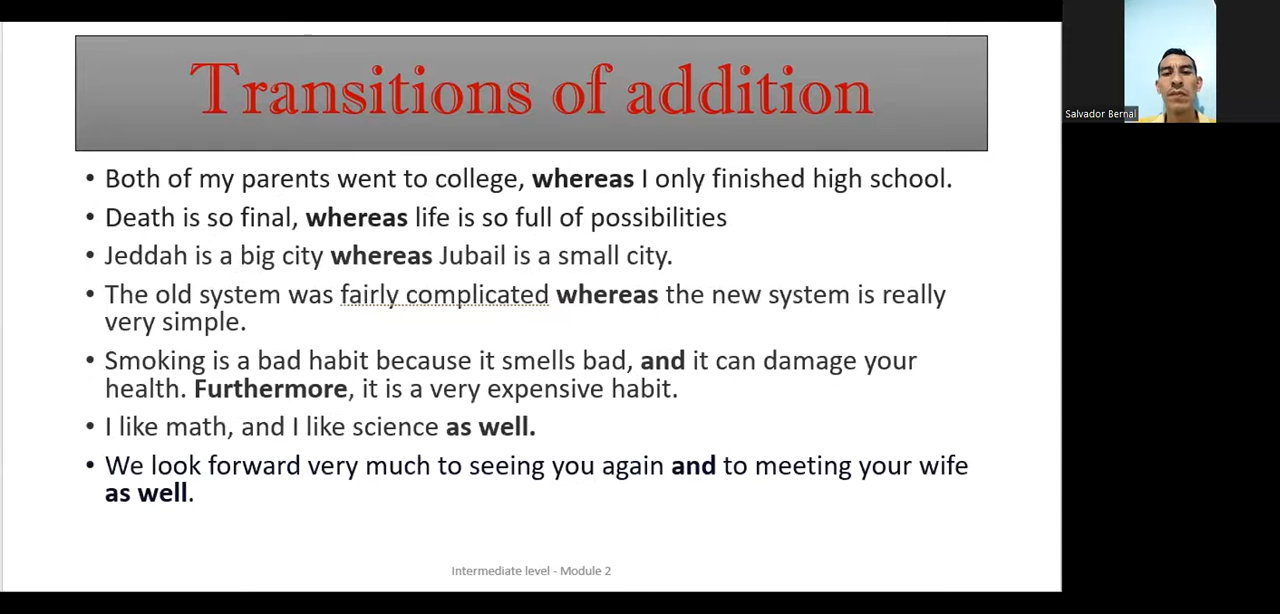 Transitions of addition
• Both of my parents went to college, whereas I only finished high school.
• Death is so final, whereas life is so full of possibilities
• Jeddah is a big city whereas Jubail is a small city.
• The old system was fairly complicated whereas the new system is really
very simple.
• Smoking is a bad habit because it smells bad, and it can damage your
health. Furthermore, it is a very expensive habit.
• I like math, and I like science as well.
• We look forward very much to seeing you again and to meeting your wife
as well.
Intermediate level - Module 2
Salvador Bernal